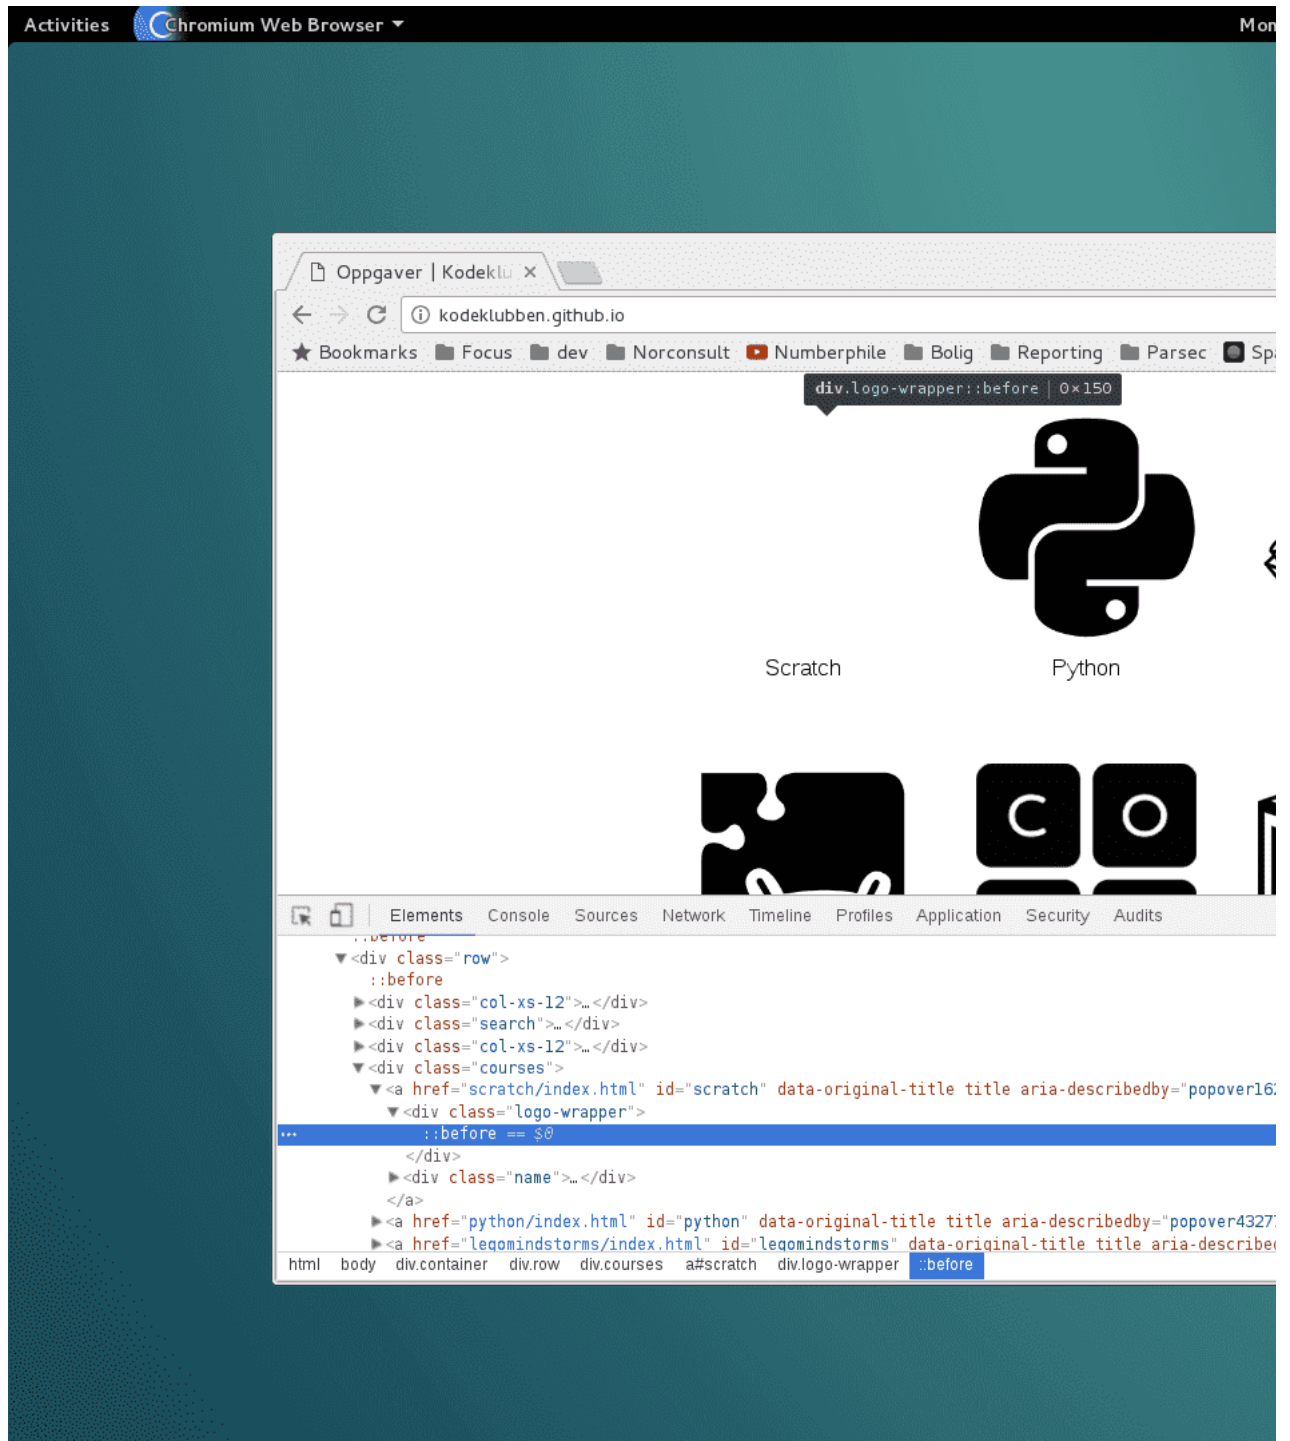 Activities Chromium Web Browser
Mon
Oppgaver | Kodeklu
kodeklubben.github.io
Bookmarks Focus dev Norconsult Numberphile Bolig Reporting Parsec Spa
div.logo-wrapper::before | 0×150
Scratch Python
C O
Elements Console Sources Network Timeline Profiles Application Security Audits
::before
▼<div class="row">
::before
▶<div class="col-xs-12">…</div>
▶<div class="search">…</div>
▶<div class="col-xs-12">…</div>
▼<div class="courses">
▼<a href="scratch/index.html" id="scratch" data-original-title title aria-describedby="popover162
▼<div class="logo-wrapper">
… ::before == $0
</div>
▶<div class="name">…</div>
</a>
▶<a href="python/index.html" id="python" data-original-title title aria-describedby="popover43277
▶<a href="legomindstorms/index.html" id="legomindstorms" data-original-title title aria-described
html body div.container div.row div.courses a#scratch div.logo-wrapper ::before